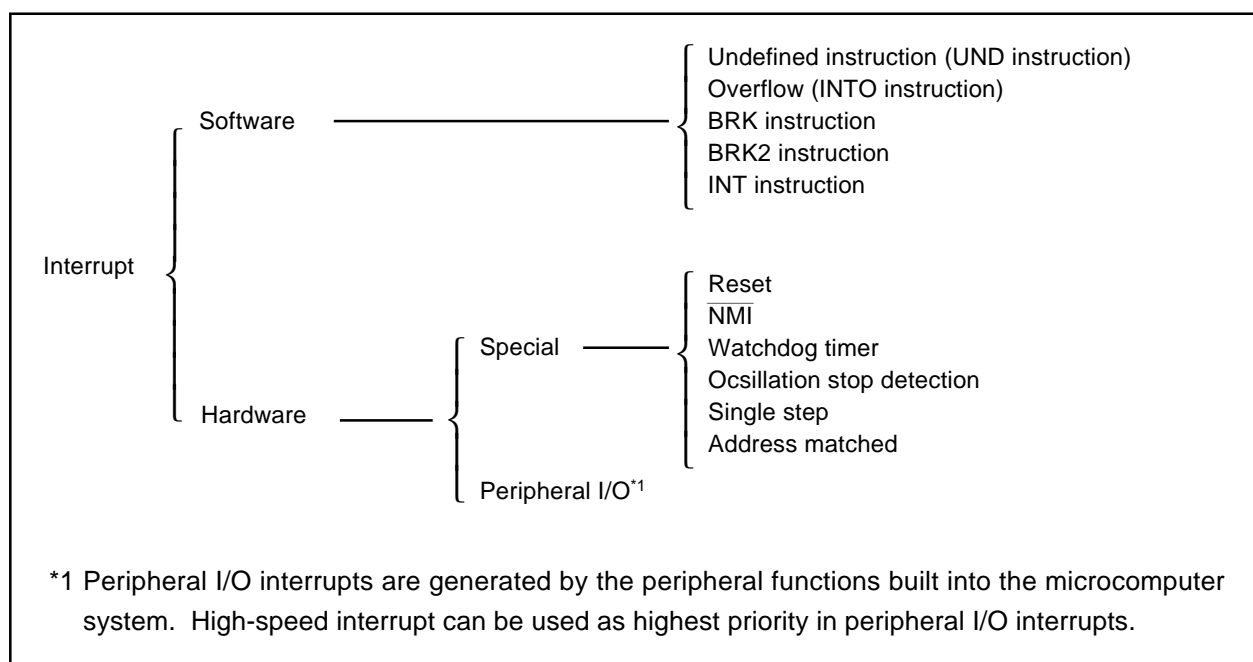 Undefined instruction (UND instruction)
Overflow (INTO instruction)
Software
BRK instruction
BRK2 instruction
INT instruction
Interrupt
Reset
NMI
Special
Watchdog timer
Ocsillation stop detection
Single step
Hardware
Address matched
Peripheral I/O*1
*1 Peripheral I/O interrupts are generated by the peripheral functions built into the microcomputer
system. High-speed interrupt can be used as highest priority in peripheral I/O interrupts.